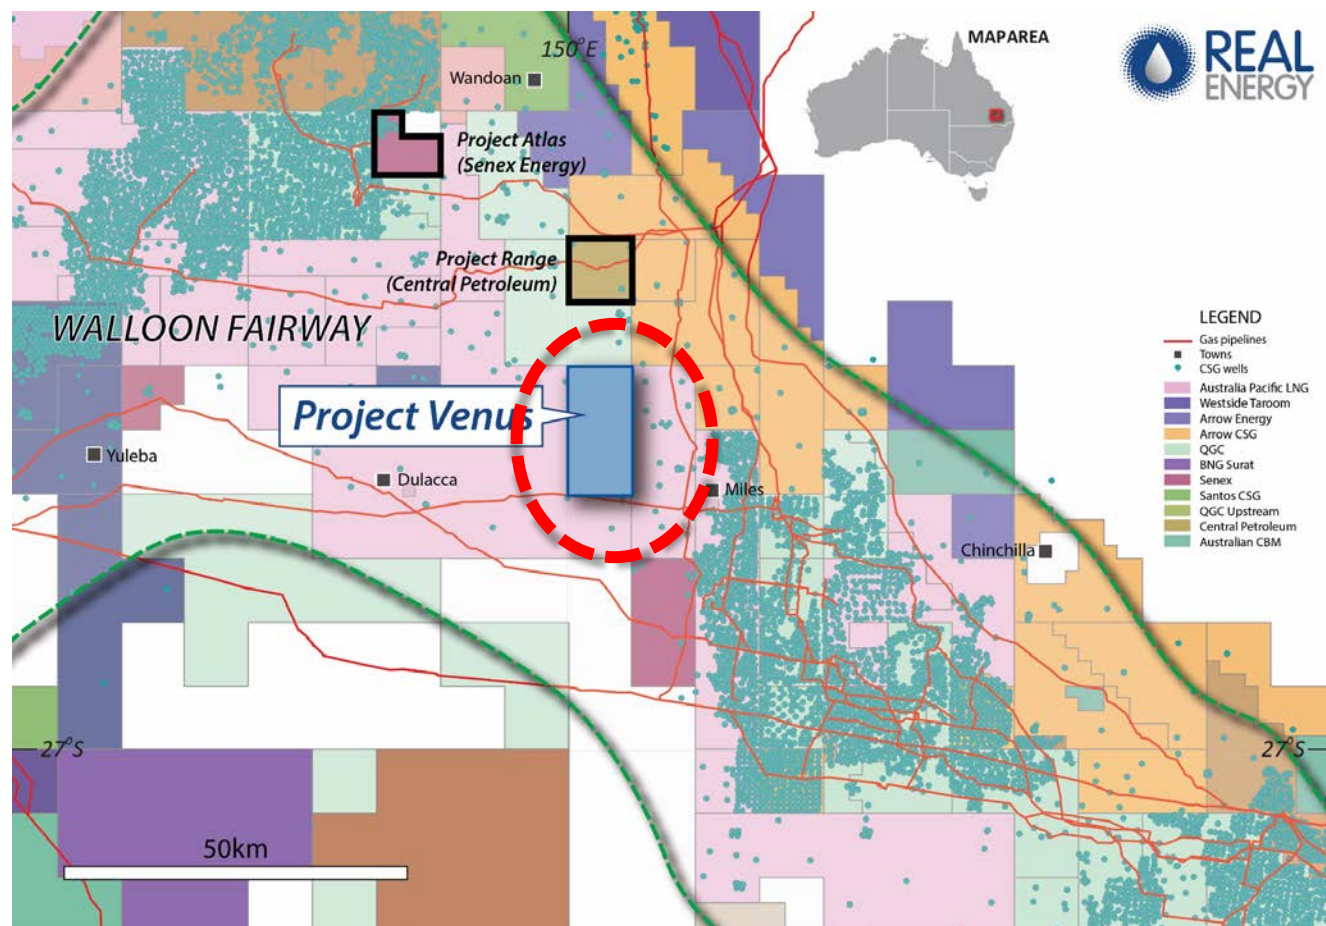 150°E
MAPAREA
REAL
ENERGY
Wandoan
Project Atlas
(Senex Energy)
Project Range
(Central Petroleum)
WALLOON FAIRWAY
Project Venus
Yuleba
Dulacca
Miles
Chinchilla
LEGEND
Gas pipelines
Towns
CSG wells
Australia Pacific LNG
Westside Taroom
Arrow Energy
Arrow CSG
QGC
BNG Surat
Senex
Santos CSG
QGC Upstream
Central Petroleum
Australian CBM
27°S
27°S
50km